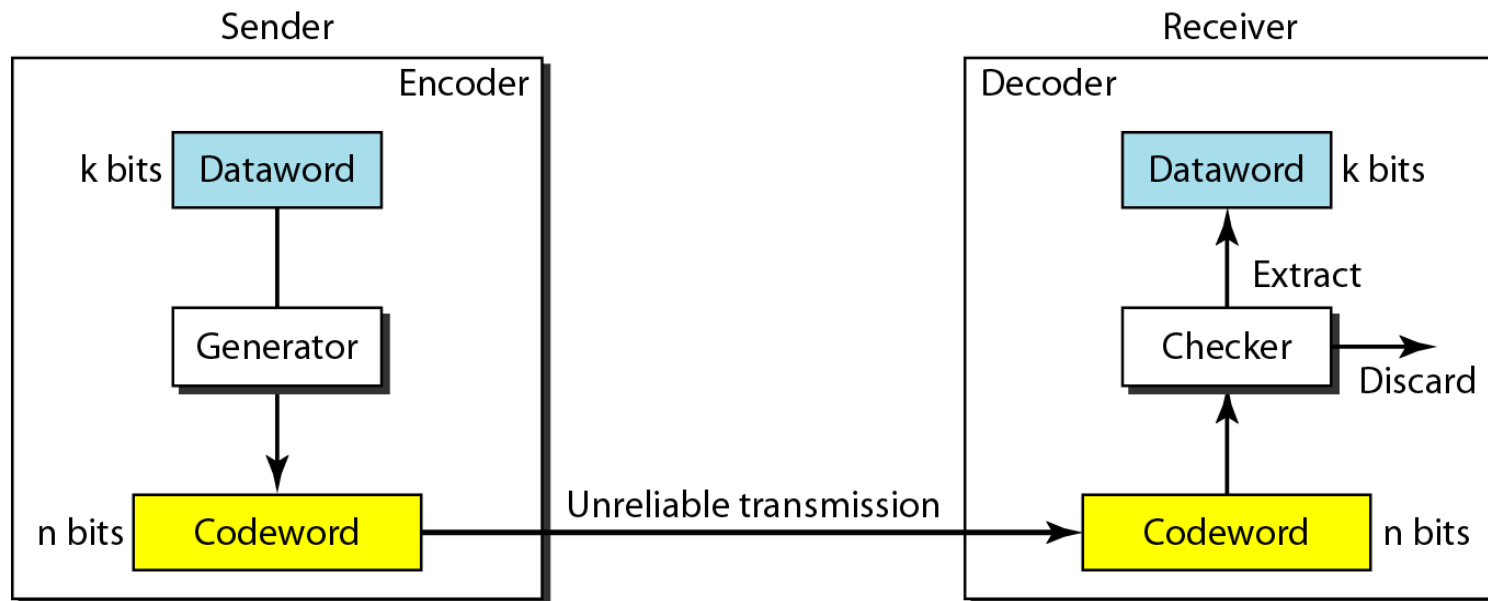 Sender
Receiver
Encoder
Decoder
k bits
Dataword
Dataword
k bits
Extract
Generator
Checker
Discard
Unreliable transmission
n bits
Codeword
Codeword
n bits